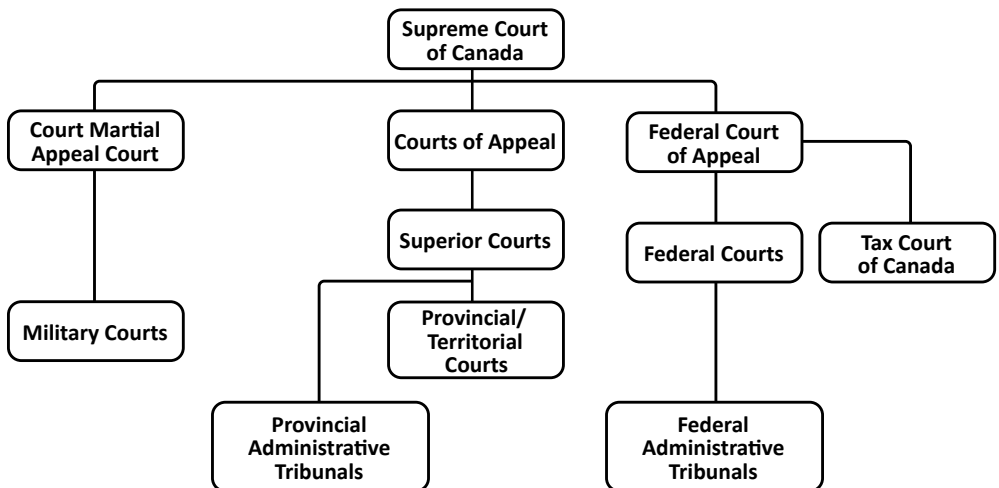 Supreme Court
of Canada
Court Martial
Appeal Court
Courts of Appeal
Federal Court
of Appeal
Superior Courts
Federal Courts
Tax Court
of Canada
Military Courts
Provincial/
Territorial
Courts
Provincial
Administrative
Tribunals
Federal
Administrative
Tribunals